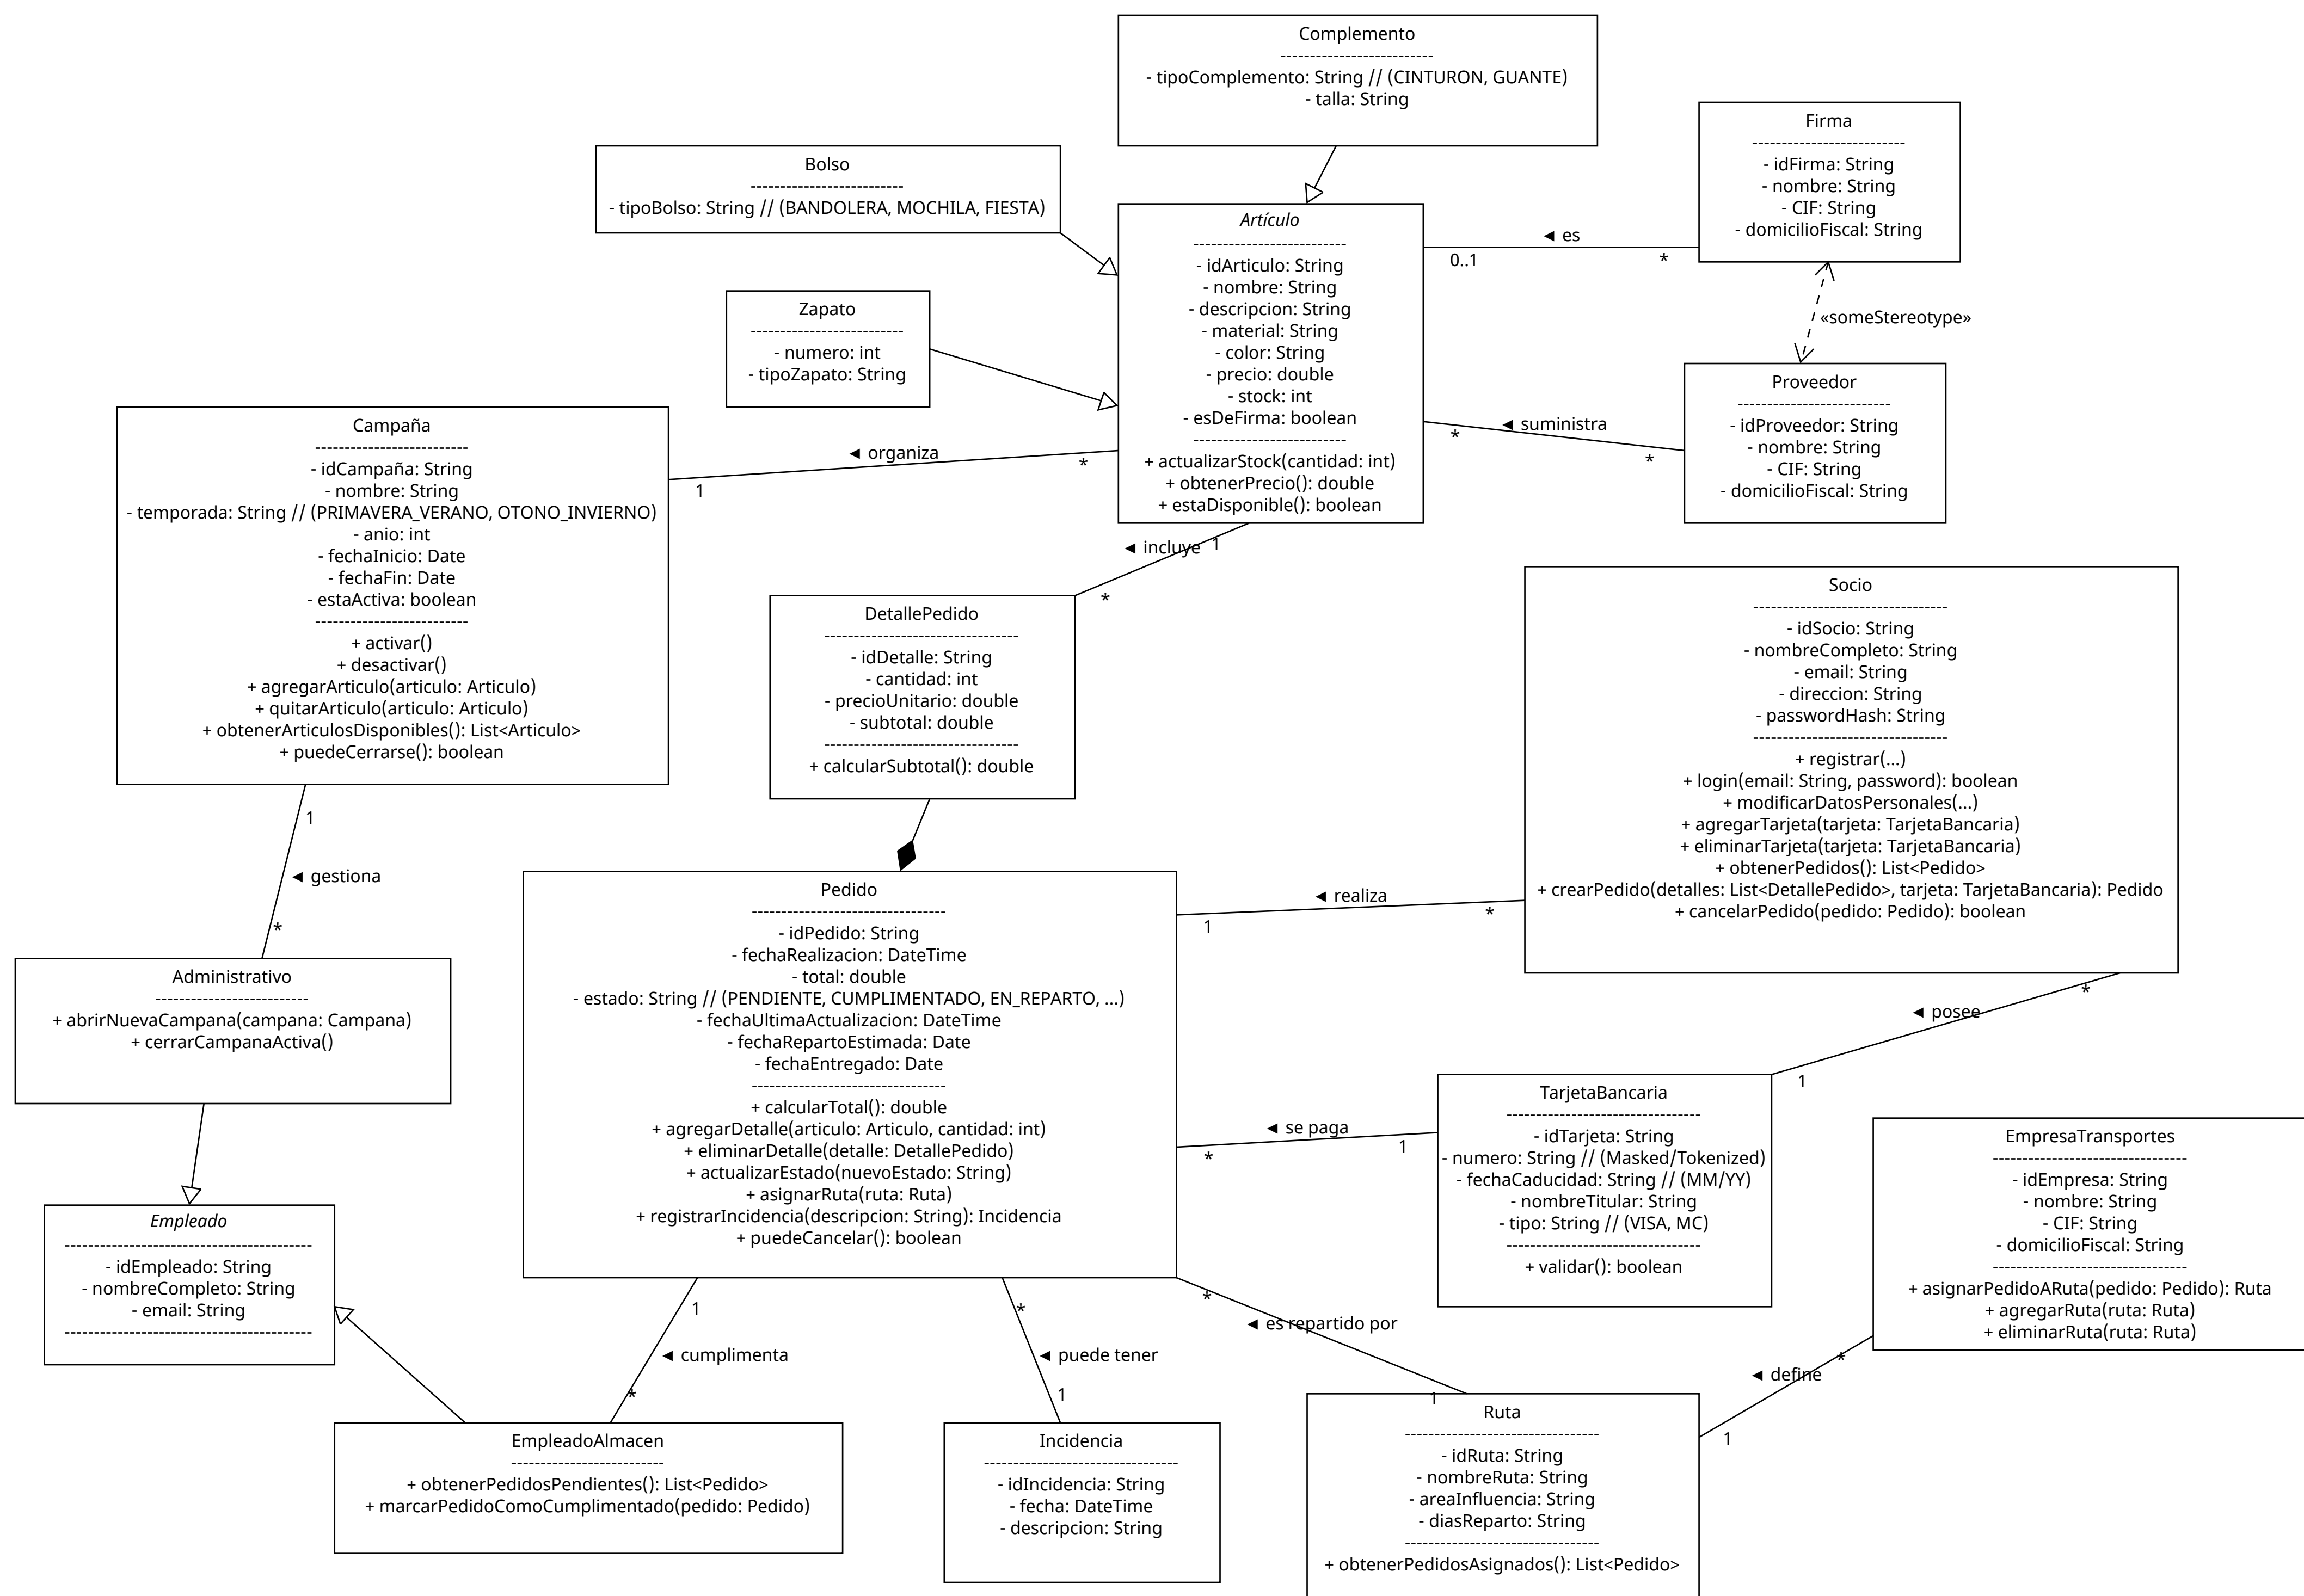 Complemento
---------------------------
- tipoComplemento: String // (CINTURON, GUANTE)
- talla: String
Firma
---------------------------
- idFirma: String
- nombre: String
- CIF: String
- domicilioFiscal: String
Bolso
---------------------------
- tipoBolso: String // (BANDOLERA, MOCHILA, FIESTA)
Artículo
---------------------------
- idArticulo: String
- nombre: String
- descripcion: String
- material: String
- color: String
- precio: double
- stock: int
- esDeFirma: boolean
---------------------------
+ actualizarStock(cantidad: int)
+ obtenerPrecio(): double
+ estaDisponible(): boolean
◄ es
0..1
*
«someStereotype»
Zapato
---------------------------
- numero: int
- tipoZapato: String
Proveedor
---------------------------
- idProveedor: String
- nombre: String
- CIF: String
- domicilioFiscal: String
◄ suministra
*
*
Campaña
---------------------------
- idCampaña: String
- nombre: String
- temporada: String // (PRIMAVERA_VERANO, OTONO_INVIERNO)
- anio: int
- fechaInicio: Date
- fechaFin: Date
- estaActiva: boolean
---------------------------
+ activar()
+ desactivar()
+ agregarArticulo(articulo: Articulo)
+ quitarArticulo(articulo: Articulo)
+ obtenerArticulosDisponibles(): List<Articulo>
+ puedeCerrarse(): boolean
◄ organiza
1
*
◄ incluye
1
*
DetallePedido
---------------------------------
- idDetalle: String
- cantidad: int
- precioUnitario: double
- subtotal: double
---------------------------------
+ calcularSubtotal(): double
Socio
---------------------------------
- idSocio: String
- nombreCompleto: String
- email: String
- direccion: String
- passwordHash: String
---------------------------------
+ registrar(...)
+ login(email: String, password): boolean
+ modificarDatosPersonales(...)
+ agregarTarjeta(tarjeta: TarjetaBancaria)
+ eliminarTarjeta(tarjeta: TarjetaBancaria)
+ obtenerPedidos(): List<Pedido>
+ crearPedido(detalles: List<DetallePedido>, tarjeta: TarjetaBancaria): Pedido
+ cancelarPedido(pedido: Pedido): boolean
1
◄ gestiona
*
Pedido
---------------------------------
- idPedido: String
- fechaRealizacion: DateTime
- total: double
- estado: String // (PENDIENTE, CUMPLIMENTADO, EN_REPARTO, ...)
- fechaUltimaActualizacion: DateTime
- fechaRepartoEstimada: Date
- fechaEntregado: Date
---------------------------------
+ calcularTotal(): double
+ agregarDetalle(articulo: Articulo, cantidad: int)
+ eliminarDetalle(detalle: DetallePedido)
+ actualizarEstado(nuevoEstado: String)
+ asignarRuta(ruta: Ruta)
+ registrarIncidencia(descripcion: String): Incidencia
+ puedeCancelar(): boolean
◄ realiza
1
*
Administrativo
---------------------------
+ abrirNuevaCampana(campana: Campana)
+ cerrarCampanaActiva()
*
◄ posee
1
TarjetaBancaria
---------------------------------
- idTarjeta: String
- numero: String // (Masked/Tokenized)
- fechaCaducidad: String // (MM/YY)
- nombreTitular: String
- tipo: String // (VISA, MC)
---------------------------------
+ validar(): boolean
◄ se paga
*
1
EmpresaTransportes
---------------------------------
- idEmpresa: String
- nombre: String
- CIF: String
- domicilioFiscal: String
---------------------------------
+ asignarPedidoARuta(pedido: Pedido): Ruta
+ agregarRuta(ruta: Ruta)
+ eliminarRuta(ruta: Ruta)
Empleado
------------------------------------------
- idEmpleado: String
- nombreCompleto: String
- email: String
------------------------------------------
1
◄ cumplimenta
*
*
◄ puede tener
1
*
◄ es repartido por
1
*
◄ define
1
EmpleadoAlmacen
---------------------------
+ obtenerPedidosPendientes(): List<Pedido>
+ marcarPedidoComoCumplimentado(pedido: Pedido)
Incidencia
---------------------------------
- idIncidencia: String
- fecha: DateTime
- descripcion: String
Ruta
---------------------------------
- idRuta: String
- nombreRuta: String
- areaInfluencia: String
- diasReparto: String
---------------------------------
+ obtenerPedidosAsignados(): List<Pedido>